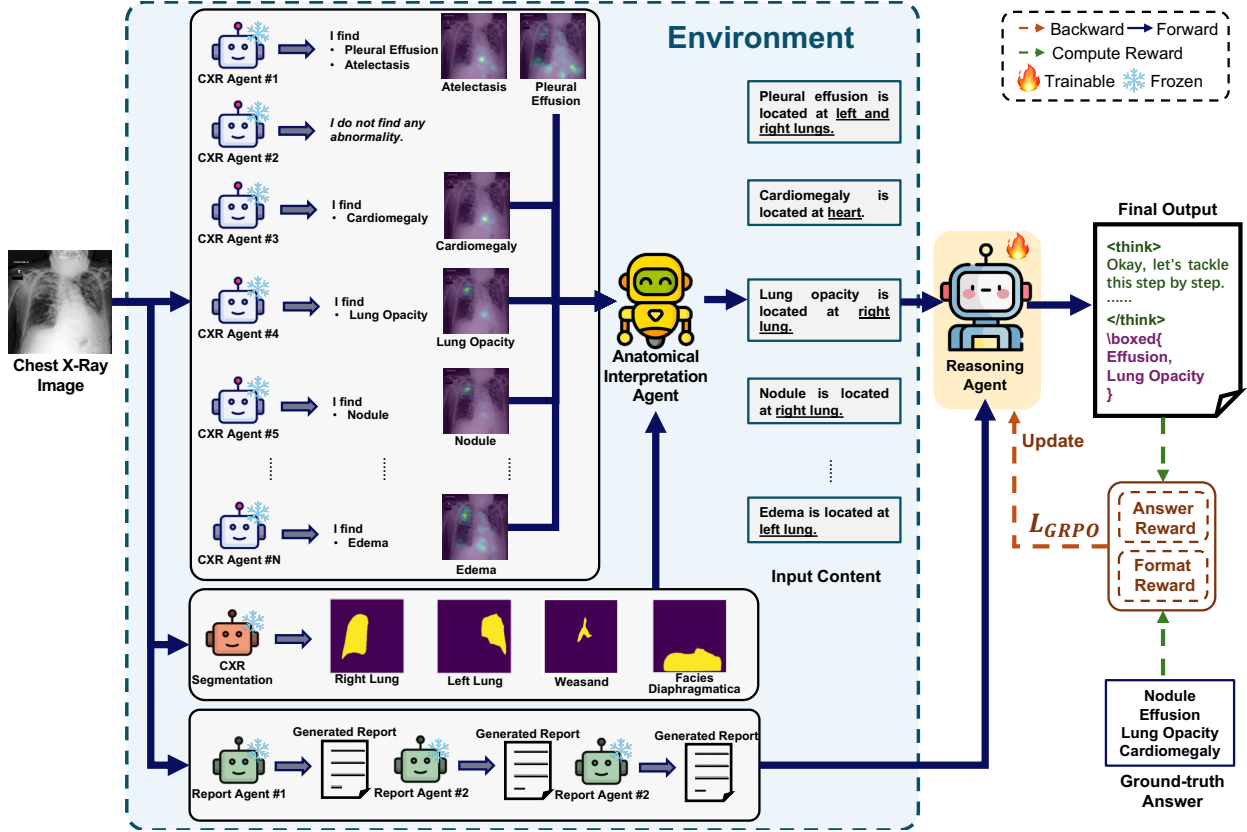 Environment
Backward
Forward
Compute Reward
Trainable
Frozen
CXR Agent #1
I find
• Pleural Effusion
• Atelectasis
Atelectasis
Pleural
Effusion
CXR Agent #2
I do not find any
abnormality.
CXR Agent #3
I find
• Cardiomegaly
Cardiomegaly
CXR Agent #4
I find
• Lung Opacity
Lung Opacity
CXR Agent #5
I find
• Nodule
Nodule
CXR Agent #N
I find
• Edema
Edema
Chest X-Ray
Image
Anatomical
Interpretation
Agent
Pleural effusion is
located at left and
right lungs.
Cardiomegaly is
located at heart.
Lung opacity is
located at right
lung.
Nodule is located
at right lung.
Edema is located at
left lung.
Input Content
Reasoning
Agent
Final Output
<think>
Okay, let's tackle
this step by step.
......
</think>
\boxed{
Effusion,
Lung Opacity
}
Update
L_GRPO
Answer
Reward
Format
Reward
Nodule
Effusion
Lung Opacity
Cardiomegaly
Ground-truth
Answer
CXR
Segmentation
Right Lung
Left Lung
Weasand
Facies
Diaphragmatica
Report Agent #1
Generated Report
Report Agent #2
Generated Report
Report Agent #2
Generated Report